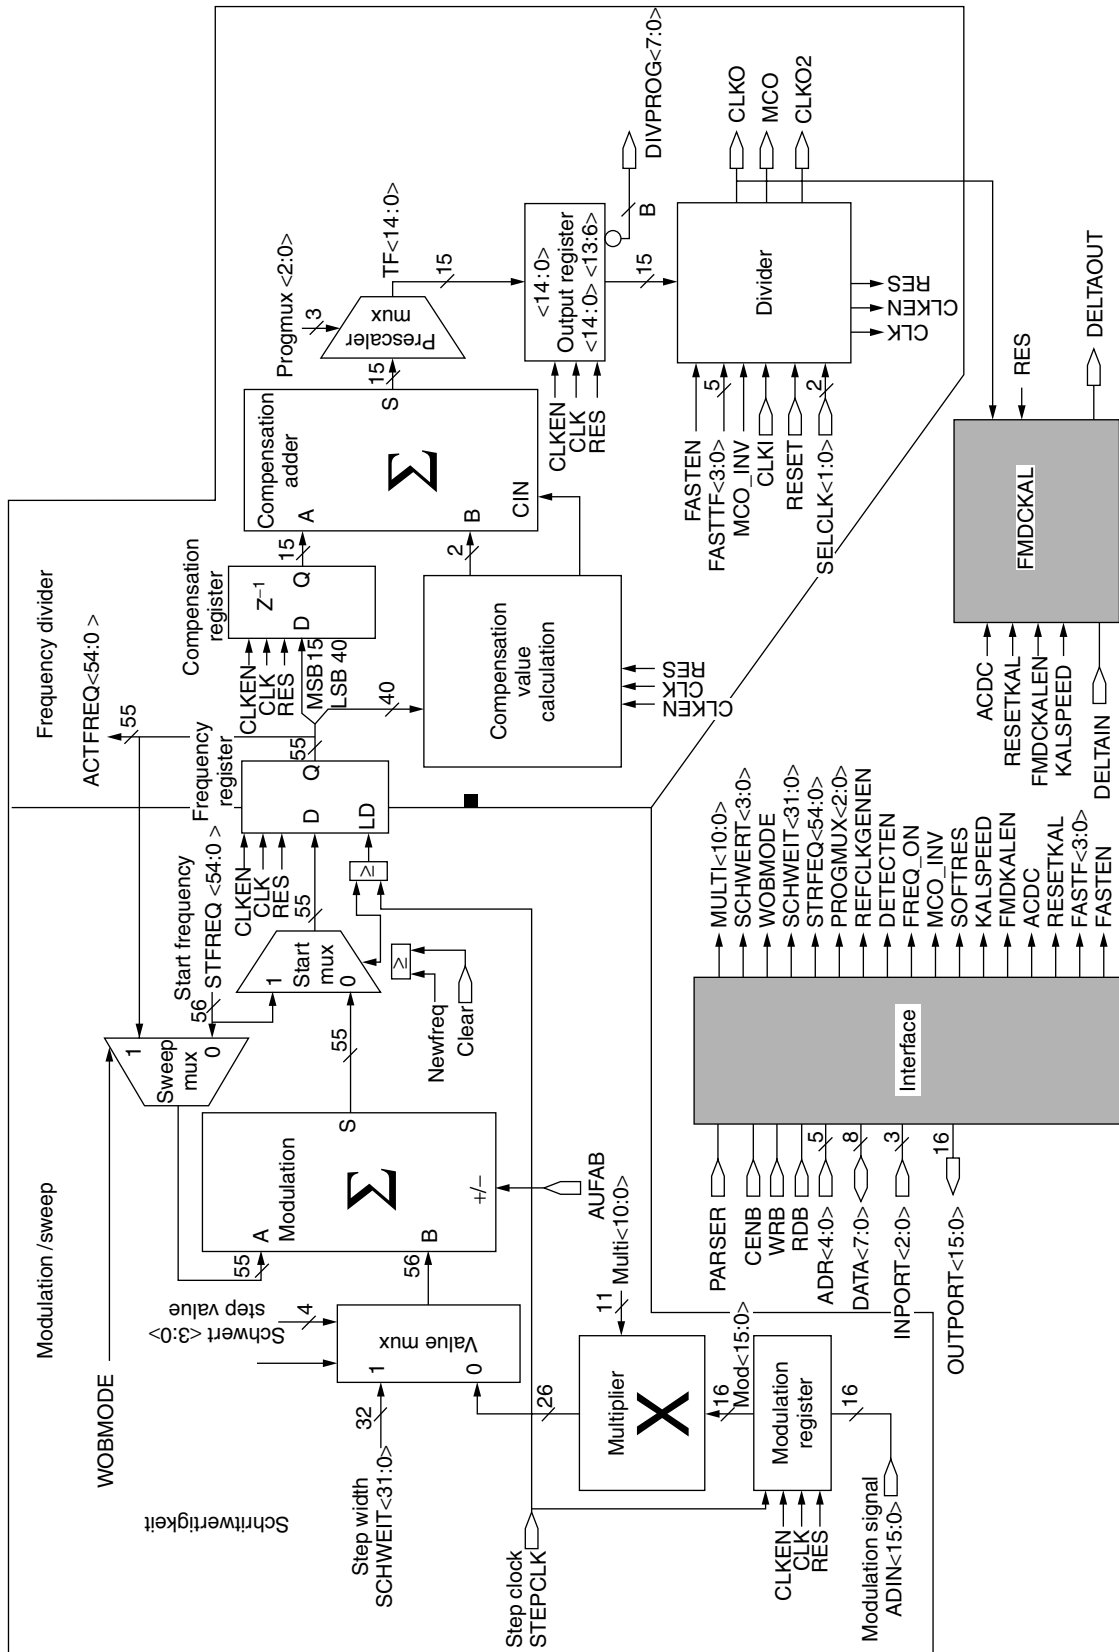 Modulation /sweep
Frequency divider
WOBMODE
Schritwertigkeit
Step width
SCHWEIT<31:0>
32
Schwert <3:0>
step value
4
Value mux
1
0
56
26
Multiplier
X
11
Multi<10:0>
16
Mod<15:0>
Modulation
register
16
CLKEN
CLK
RES
Modulation signal
ADIN<15:0>
Step clock
STEPCLK
55
A
Modulation
Σ
B
S
+/−
AUFAB
Sweep
mux
1
0
Start frequency
STFREQ <54:0 >
56
55
1
Start
mux
0
Newfreq
Clear
≥
≥
55
CLKEN
CLK
RES
Frequency
register
D
Q
LD
55
ACTFREQ<54:0 >
55
MSB15
LSB 40
40
CLKEN
CLK
RES
Compensation
register
Z−1
D
Q
15
Compensation
value
calculation
CLKEN
CLK
RES
2
Compensation
adder
A
Σ
B
CIN
S
15
Progmux <2:0>
3
Prescaler
mux
TF<14:0>
15
<14:0>
Output register
<14:0> <13:6>
CLKEN
CLK
RES
B
DIVPROG<7:0>
15
Divider
FASTEN
FASTTF<3:0>
5
MCO_INV
CLKI
RESET
SELCLK<1:0>
2
CLK
CLKEN
RES
CLKO
MCO
CLKO2
Interface
PARSER
CENB
WRB
RDB
ADR<4:0>
5
DATA<7:0>
8
INPORT<2:0>
3
OUTPORT<15:0>
16
MULTI<10:0>
SCHWERT<3:0>
WOBMODE
SCHWEIT<31:0>
STRFEQ<54:0>
PROGMUX<2:0>
REFCLKGENEN
DETECTEN
FREQ_ON
MCO_INV
SOFTRES
KALSPEED
FMDKALEN
ACDC
RESETKAL
FASTF<3:0>
FASTEN
FMDCKAL
ACDC
RESETKAL
FMDCKALEN
KALSPEED
DELTAIN
RES
DELTAOUT